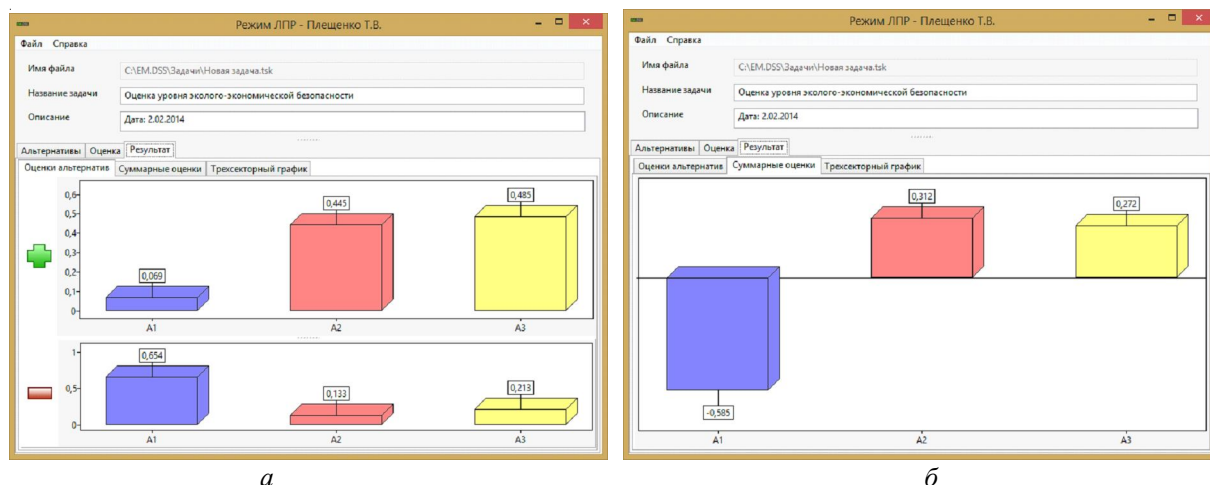 Режим ЛПР - Плещенко Т.В.
Файл Справка
Имя файла C:\EM.DSS\Задачи\Новая задача.tsk
Название задачи Оценка уровня эколого-экономической безопасности
Описание Дата: 2.02.2014
Альтернативы Оценка Результат
Оценки альтернатив Суммарные оценки Трехсекторный график
0,6
0,5
0,4
0,3
0,2
0,1
0
0,069
0,445
0,485
A1 A2 A3
1
0,5
0
0,654
0,133
0,213
A1 A2 A3
а
Режим ЛПР - Плещенко Т.В.
Файл Справка
Имя файла C:\EM.DSS\Задачи\Новая задача.tsk
Название задачи Оценка уровня эколого-экономической безопасности
Описание Дата: 2.02.2014
Альтернативы Оценка Результат
Оценки альтернатив Суммарные оценки Трехсекторный график
0,312
0,272
-0,585
A1 A2 A3
б